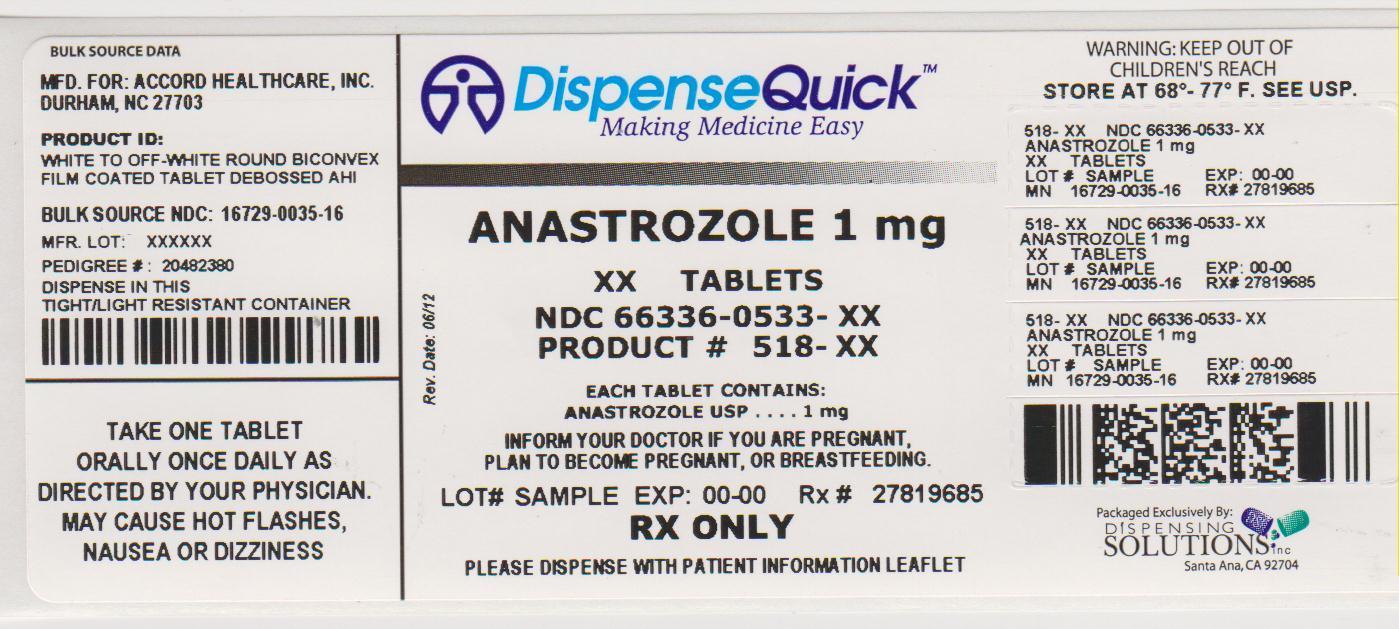 BULK SOURCE DATA
MFD. FOR: ACCORD HEALTHCARE, INC.
DURHAM, NC 27703
PRODUCT ID:
WHITE TO OFF-WHITE ROUND BICONVEX
FILM COATED TABLET DEBOSSED AHI
BULK SOURCE NDC: 16729-0035-16
MFR. LOT: XXXXXX
PEDIGREE # : 20482380
DISPENSE IN THIS
TIGHT/LIGHT RESISTANT CONTAINER
TAKE ONE TABLET
ORALLY ONCE DAILY AS
DIRECTED BY YOUR PHYSICIAN.
MAY CAUSE HOT FLASHES,
NAUSEA OR DIZZINESS
DispenseQuick™
Making Medicine Easy
ANASTROZOLE 1 mg
XX TABLETS
NDC 66336-0533- XX
PRODUCT # 518- XX
Rev. Date: 06/12
EACH TABLET CONTAINS:
ANASTROZOLE USP . . . . 1 mg
INFORM YOUR DOCTOR IF YOU ARE PREGNANT,
PLAN TO BECOME PREGNANT, OR BREASTFEEDING.
LOT# SAMPLE EXP: 00-00 Rx # 27819685
RX ONLY
PLEASE DISPENSE WITH PATIENT INFORMATION LEAFLET
WARNING: KEEP OUT OF
CHILDREN'S REACH
STORE AT 68°- 77° F. SEE USP.
518- XX NDC 66336-0533- XX
ANASTROZOLE 1 mg
XX TABLETS
LOT # SAMPLE EXP: 00-00
MN 16729-0035-16 RX# 27819685
518- XX NDC 66336-0533- XX
ANASTROZOLE 1 mg
XX TABLETS
LOT # SAMPLE EXP: 00-00
MN 16729-0035-16 RX# 27819685
518- XX NDC 66336-0533- XX
ANASTROZOLE 1 mg
XX TABLETS
LOT # SAMPLE EXP: 00-00
MN 16729-0035-16 RX# 27819685
Packaged Exclusively By:
DISPENSING
SOLUTIONS inc
Santa Ana, CA 92704